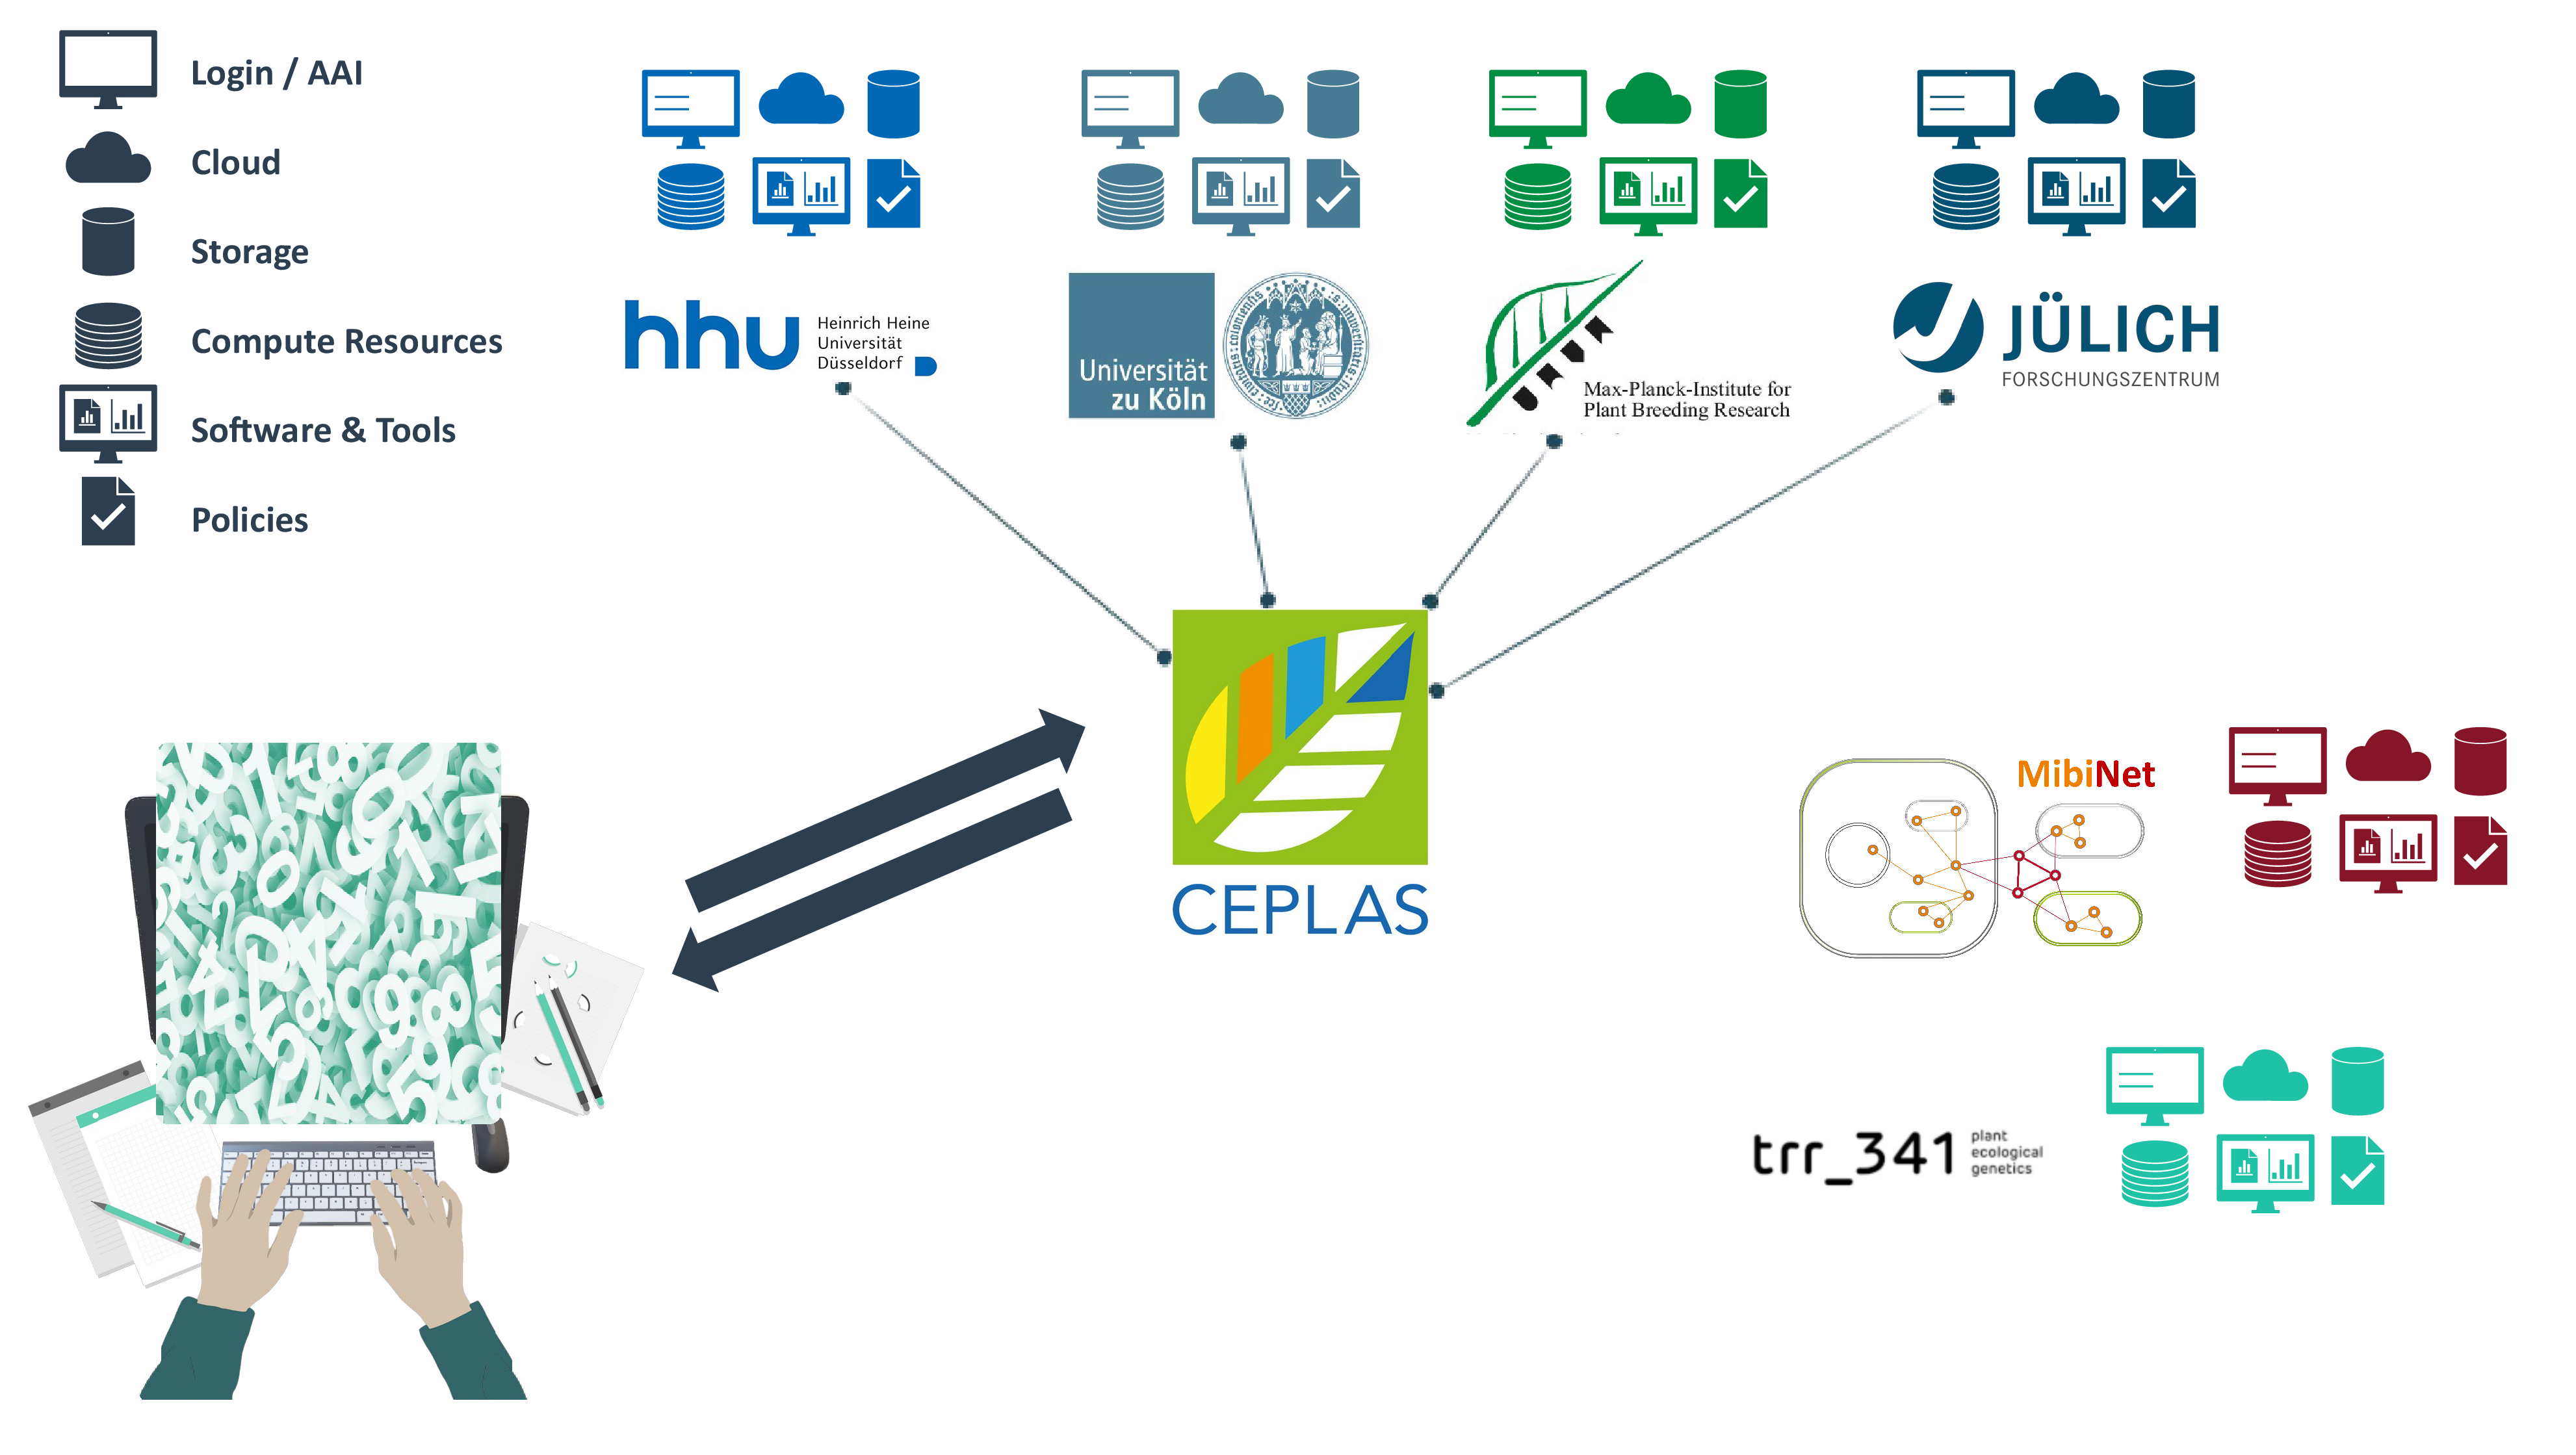 Login / AAI
Cloud
Storage
Compute Resources
Software & Tools
Policies
hhu
Heinrich Heine
Universität
Düsseldorf
Universität
zu Köln
Max-Planck-Institute for
Plant Breeding Research
JÜLICH
FORSCHUNGSZENTRUM
CEPLAS
MibiNet
trr_341
plant
ecological
genetics